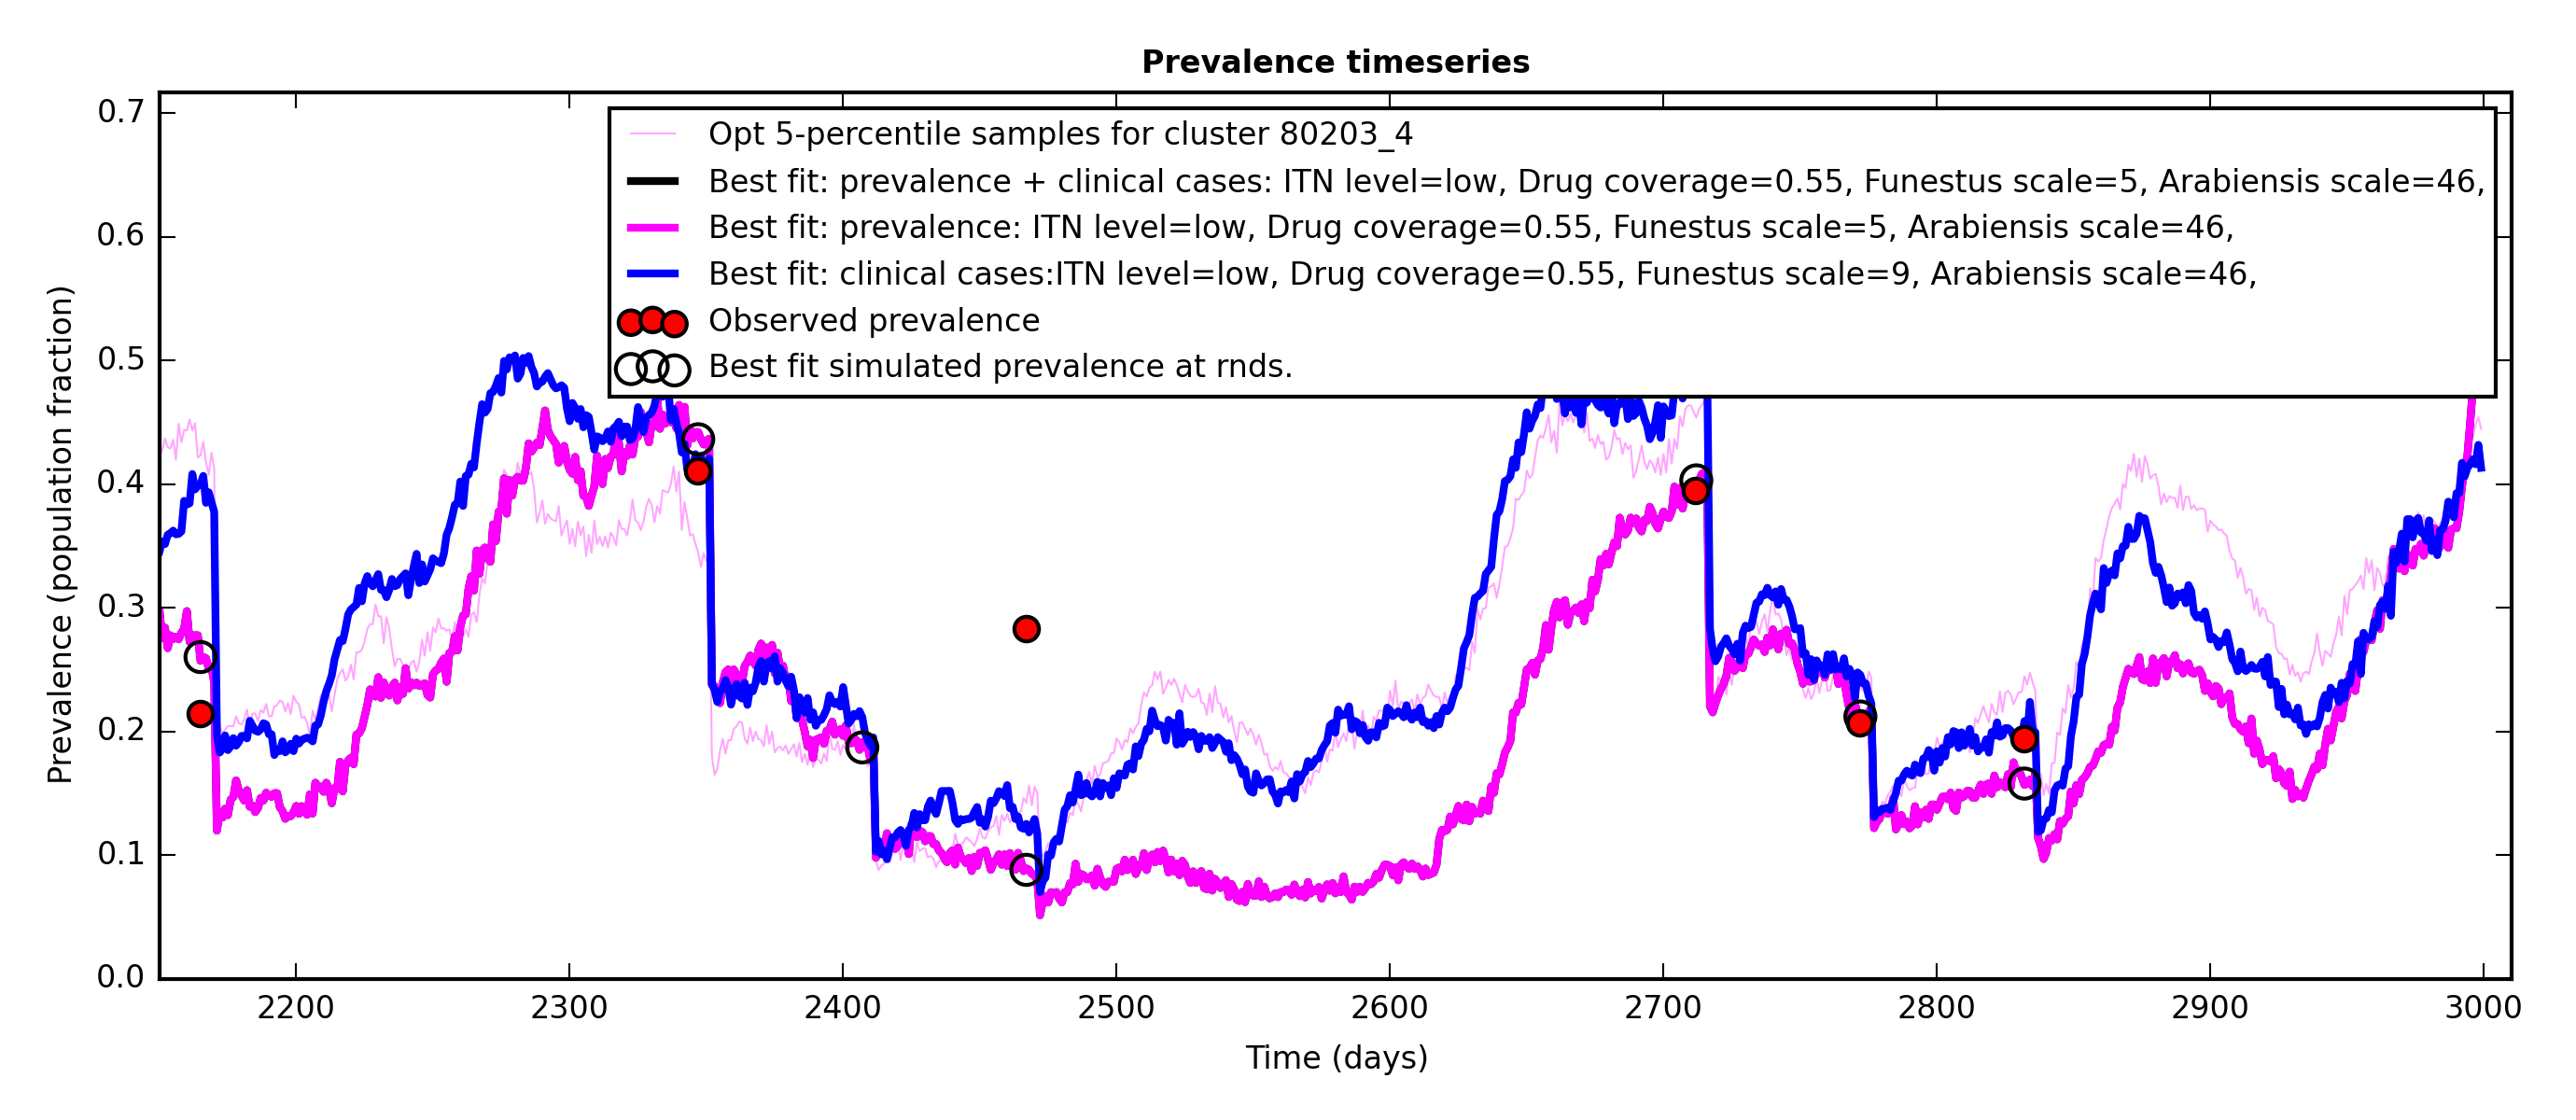 Prevalence timeseries
Opt 5-percentile samples for cluster 80203_4
Best fit: prevalence + clinical cases: ITN level=low, Drug coverage=0.55, Funestus scale=5, Arabiensis scale=46,
Best fit: prevalence: ITN level=low, Drug coverage=0.55, Funestus scale=5, Arabiensis scale=46,
Best fit: clinical cases:ITN level=low, Drug coverage=0.55, Funestus scale=9, Arabiensis scale=46,
Observed prevalence
Best fit simulated prevalence at rnds.
Prevalence (population fraction)
0.7
0.6
0.5
0.4
0.3
0.2
0.1
0.0
2200 2300 2400 2500 2600 2700 2800 2900 3000
Time (days)